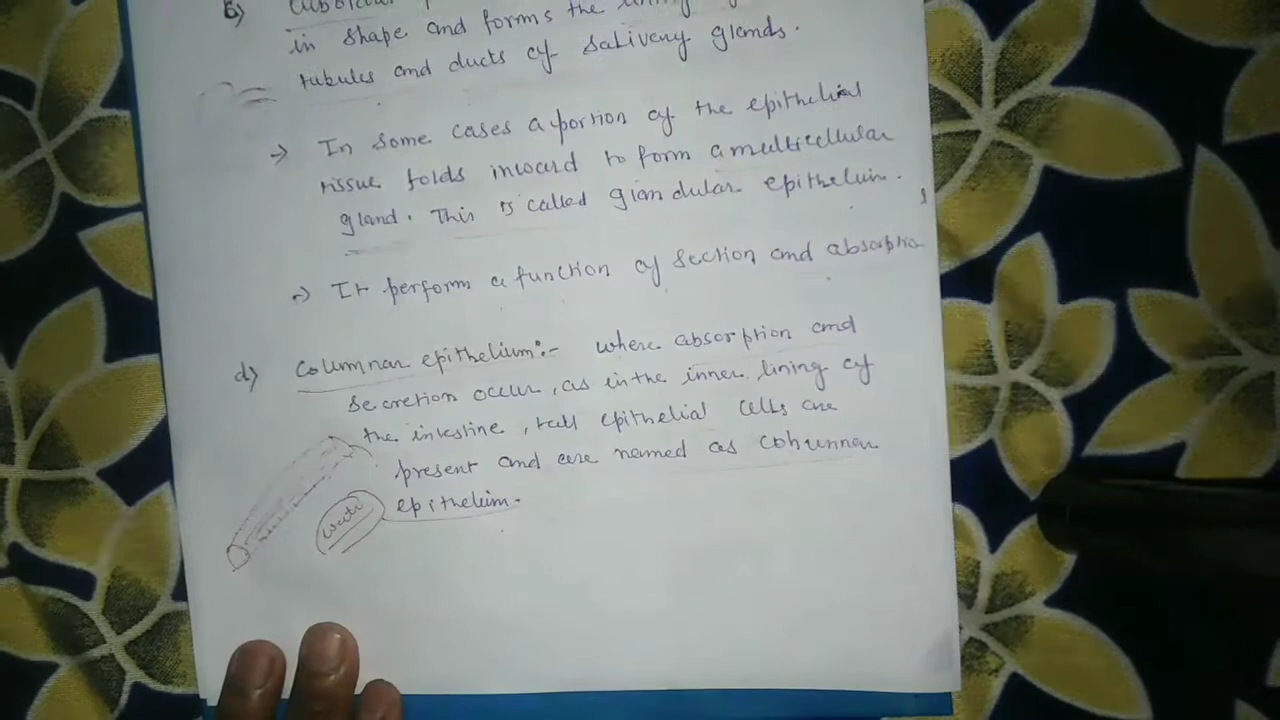 in shape and forms the
tubules and ducts of salivary glands.
-> In some cases a portion of the epithelial
tissue folds inward to form a multicellular
gland. This is called glandular epithelium.
-> It perform a function of section and absorptio
d) Columnar epithelium:- where absorption and
secretion occur, as in the inner lining of
the intestine, tall epithelial cells are
present and are named as columnar
epithelium.